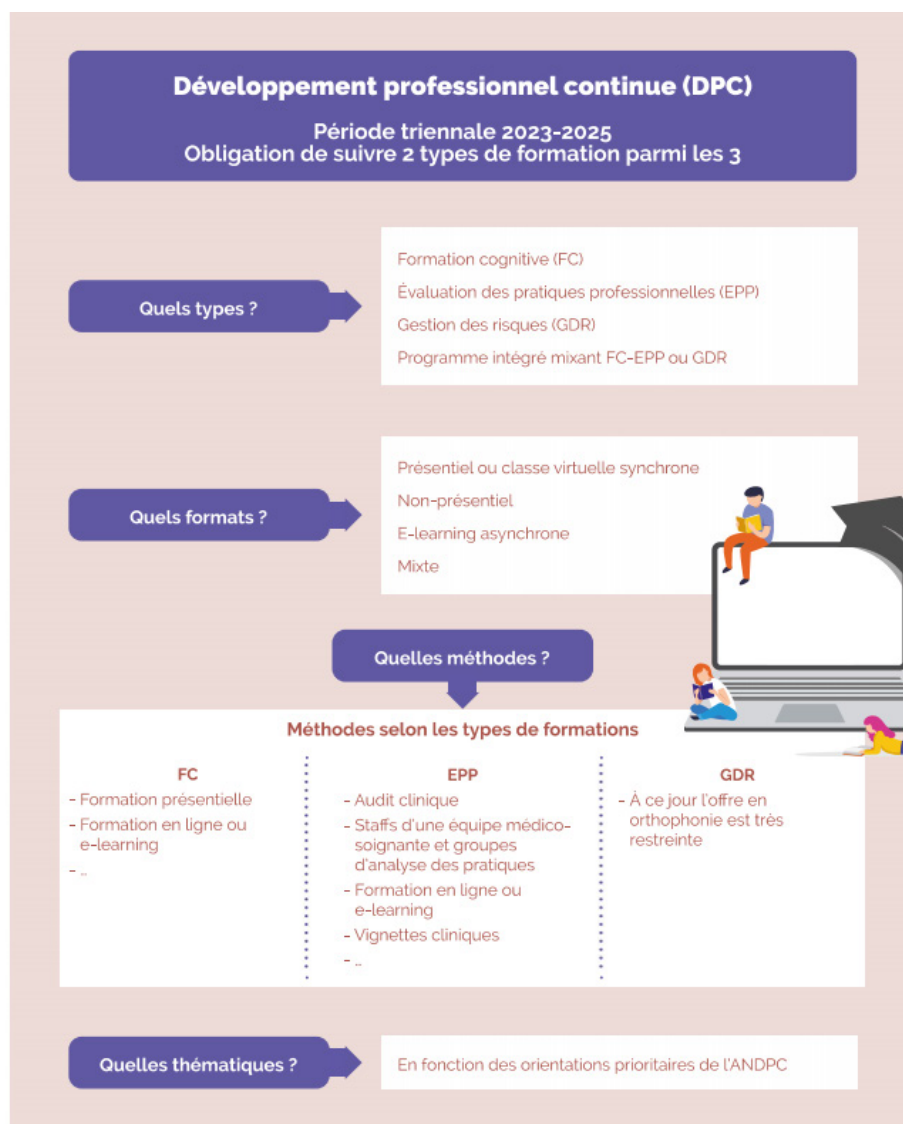 Développement professionnel continue (DPC)
Période triennale 2023-2025
Obligation de suivre 2 types de formation parmi les 3
Quels types ?
Formation cognitive (FC)
Évaluation des pratiques professionnelles (EPP)
Gestion des risques (GDR)
Programme intégré mixant FC-EPP ou GDR
Quels formats ?
Présentiel ou classe virtuelle synchrone
Non-présentiel
E-learning asynchrone
Mixte
Quelles méthodes ?
Méthodes selon les types de formations
FC
- Formation présentielle
- Formation en ligne ou
e-learning
- ..
EPP
- Audit clinique
- Staffs d'une équipe médico-
soignante et groupes
d'analyse des pratiques
- Formation en ligne ou
e-learning
- Vignettes cliniques
- ..
GDR
- À ce jour l'offre en
orthophonie est très
restreinte
Quelles thématiques ?
En fonction des orientations prioritaires de l'ANDPC